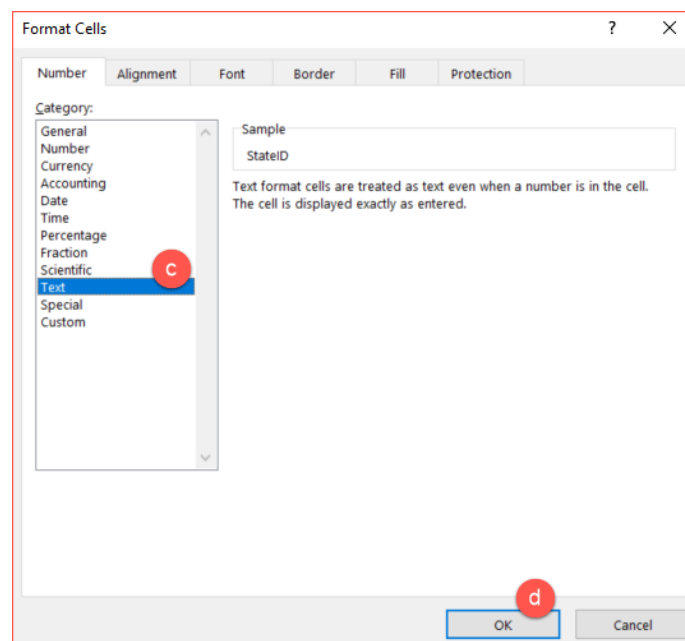 Format Cells ? X
Number Alignment Font Border Fill Protection
Category:
General
Number
Currency
Accounting
Date
Time
Percentage
Fraction
Scientific
Text
Special
Custom
c
Sample
StateID
Text format cells are treated as text even when a number is in the cell.
The cell is displayed exactly as entered.
d
OK Cancel